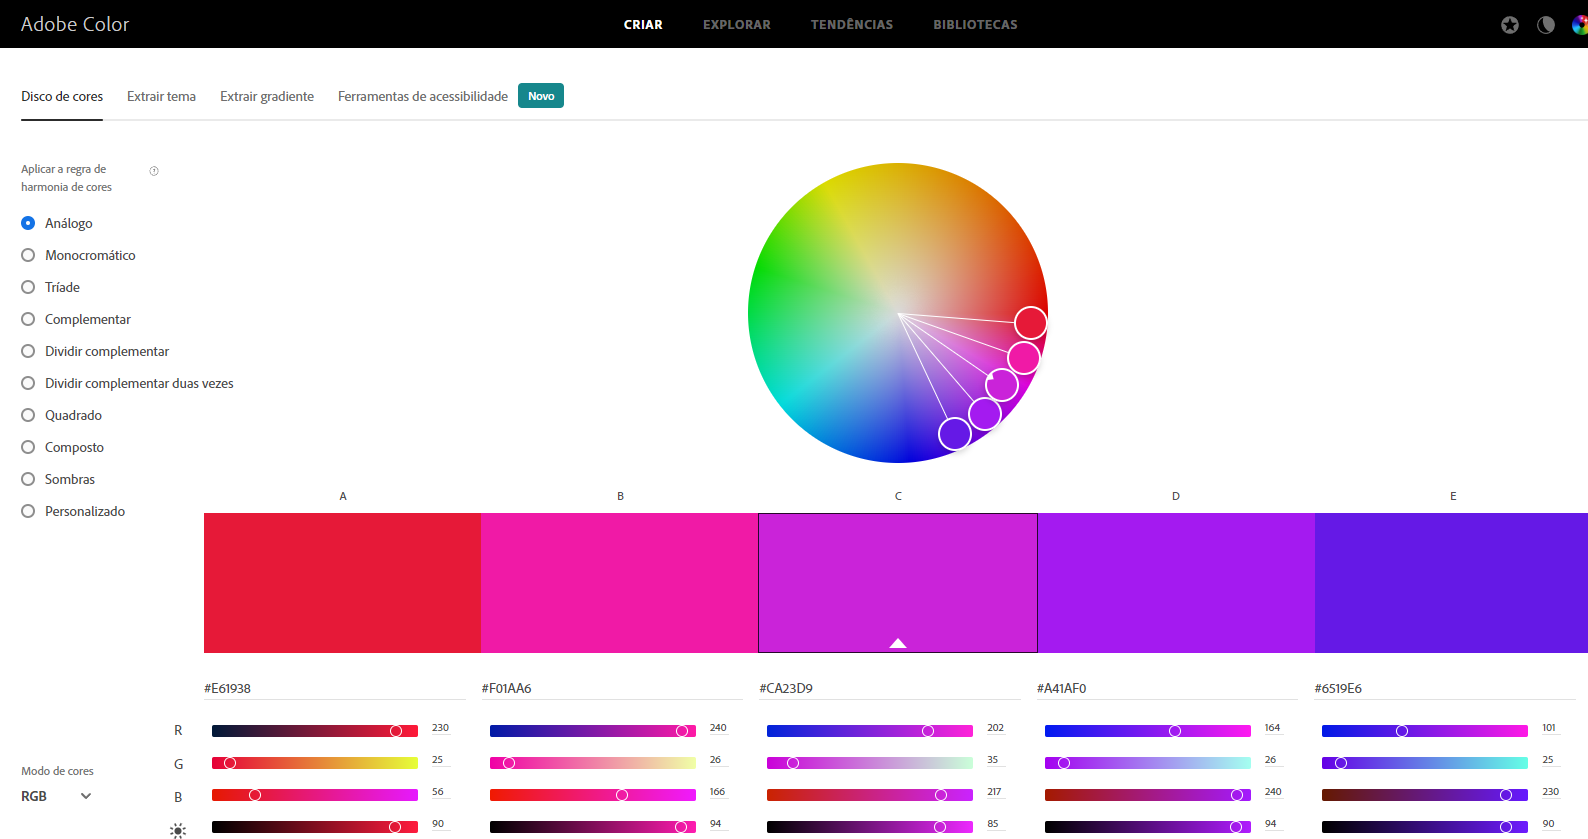 Adobe Color
CRIAR EXPLORAR TENDÊNCIAS BIBLIOTECAS
Disco de cores Extrair tema Extrair gradiente Ferramentas de acessibilidade Novo
Aplicar a regra de
harmonia de cores
Análogo
Monocromático
Tríade
Complementar
Dividir complementar
Dividir complementar duas vezes
Quadrado
Composto
Sombras
Personalizado
A B C D E
#E61938 #F01AA6 #CA23D9 #A41AF0 #6519E6
R 230 240 202 164 101
G 25 26 35 26 25
Modo de cores
RGB
B 56 166 217 240 230
90 94 85 94 90